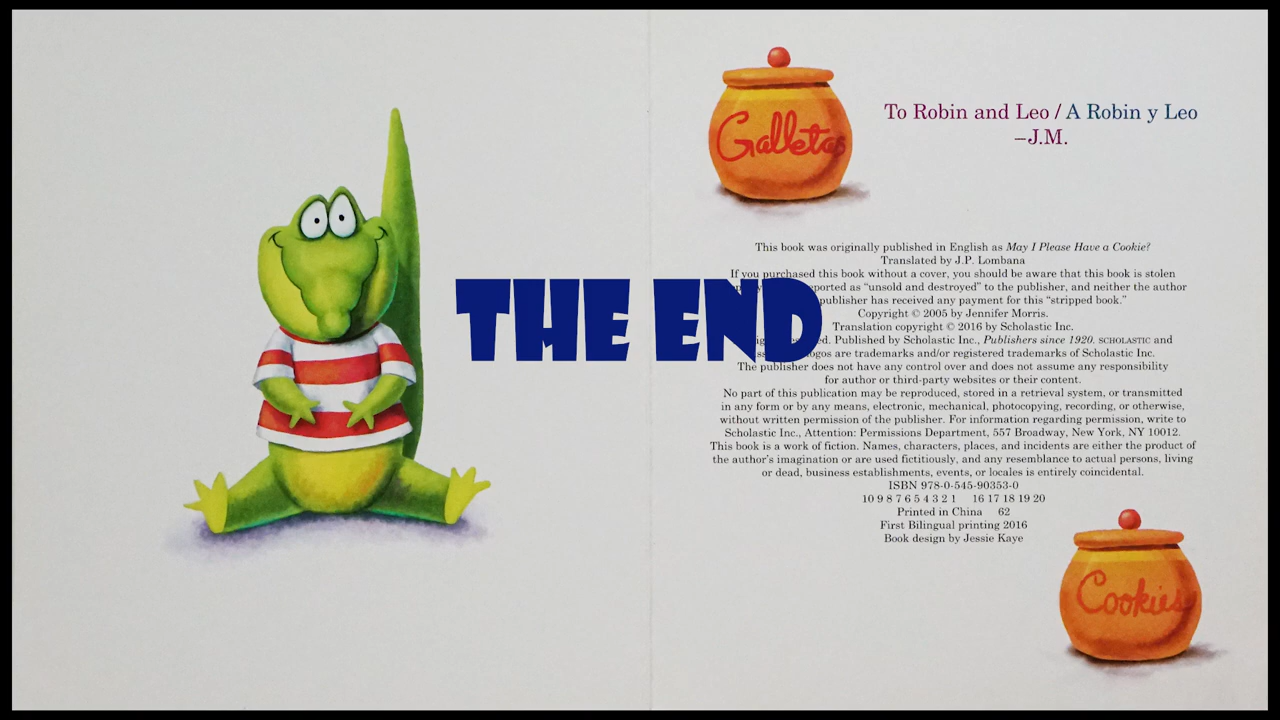 Galletas
To Robin and Leo / A Robin y Leo
–J.M.
THE END
This book was originally published in English as May I Please Have a Cookie?
Translated by J.P. Lombana
If you purchased this book without a cover, you should be aware that this book is stolen
reported as “unsold and destroyed” to the publisher, and neither the author
publisher has received any payment for this “stripped book.”
Copyright © 2005 by Jennifer Morris.
Translation copyright © 2016 by Scholastic Inc.
Published by Scholastic Inc., Publishers since 1920. SCHOLASTIC and
logos are trademarks and/or registered trademarks of Scholastic Inc.
The publisher does not have any control over and does not assume any responsibility
for author or third-party websites or their content.
No part of this publication may be reproduced, stored in a retrieval system, or transmitted
in any form or by any means, electronic, mechanical, photocopying, recording, or otherwise,
without written permission of the publisher. For information regarding permission, write to
Scholastic Inc., Attention: Permissions Department, 557 Broadway, New York, NY 10012.
This book is a work of fiction. Names, characters, places, and incidents are either the product of
the author’s imagination or are used fictitiously, and any resemblance to actual persons, living
or dead, business establishments, events, or locales is entirely coincidental.
ISBN 978-0-545-90353-0
10 9 8 7 6 5 4 3 2 1 16 17 18 19 20
Printed in China 62
First Bilingual printing 2016
Book design by Jessie Kaye
Cookies